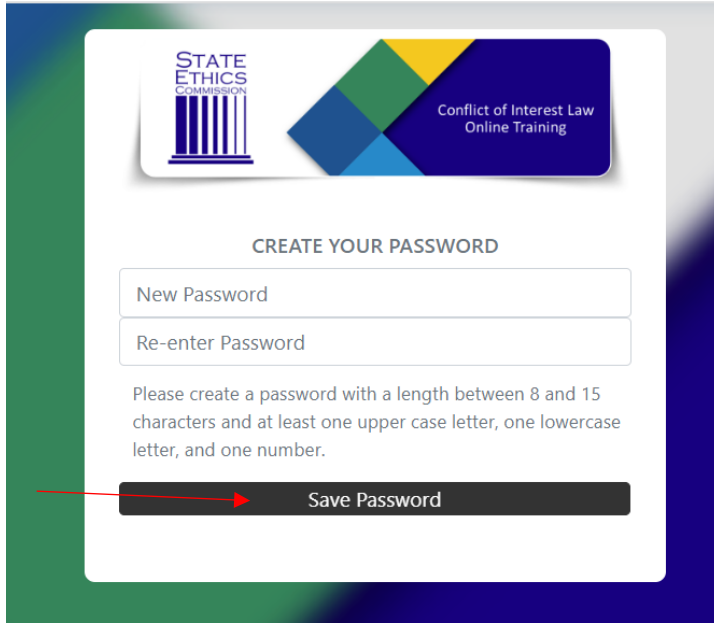 STATE
ETHICS
COMMISSION
Conflict of Interest Law
Online Training
CREATE YOUR PASSWORD
New Password
Re-enter Password
Please create a password with a length between 8 and 15
characters and at least one upper case letter, one lowercase
letter, and one number.
Save Password